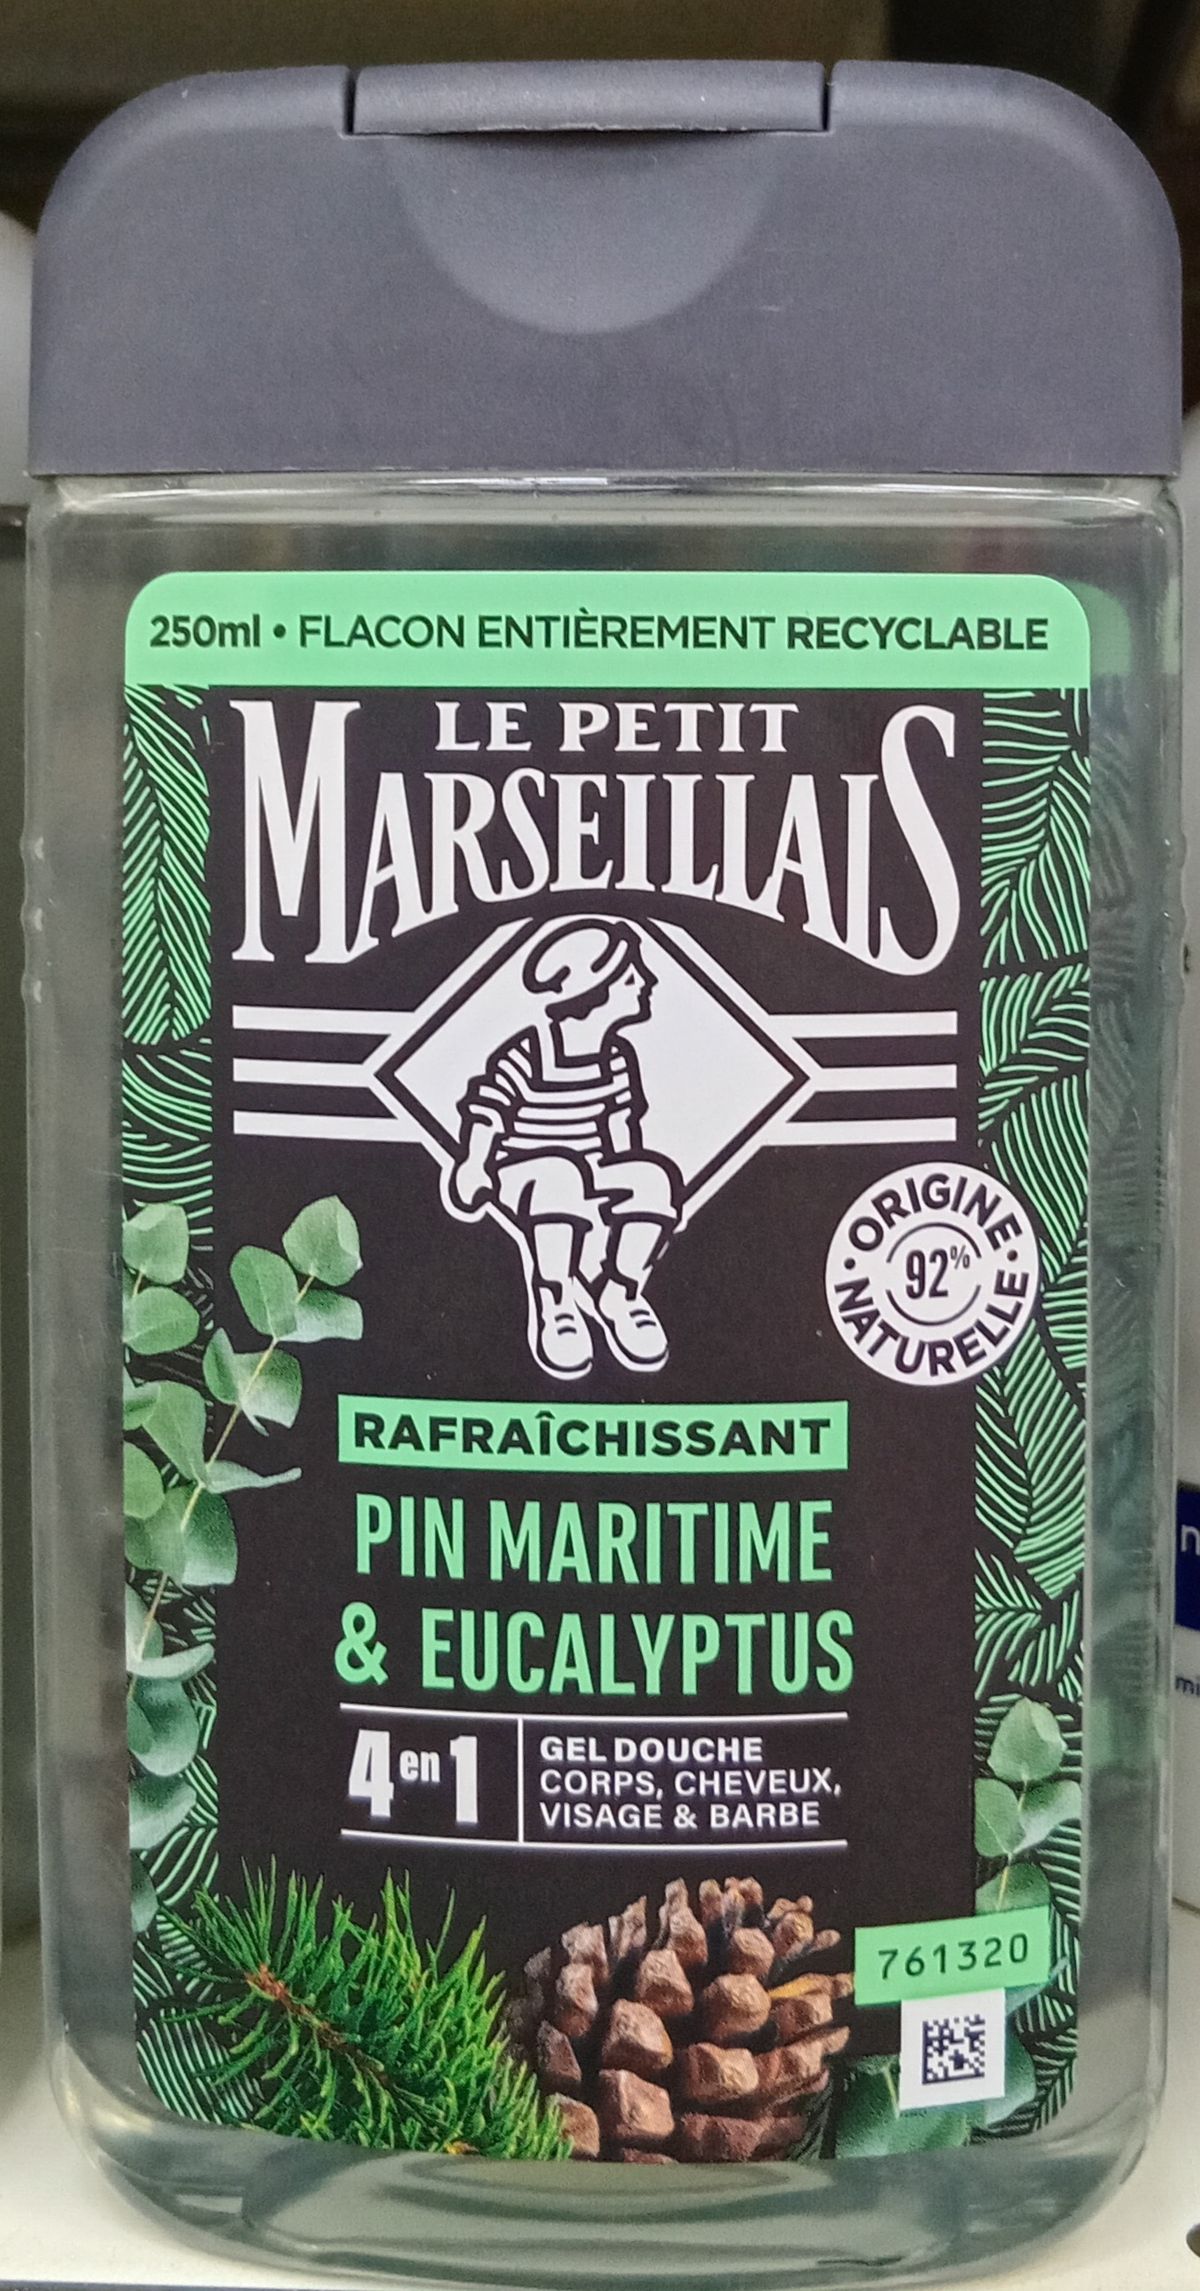 250ml • FLACON ENTIÈREMENT RECYCLABLE
LE PETIT
MARSEILLAIS
• ORIGINE •
92%
NATURELLE
RAFRAÎCHISSANT
PIN MARITIME
& EUCALYPTUS
4 en 1
GEL DOUCHE
CORPS, CHEVEUX,
VISAGE & BARBE
761320